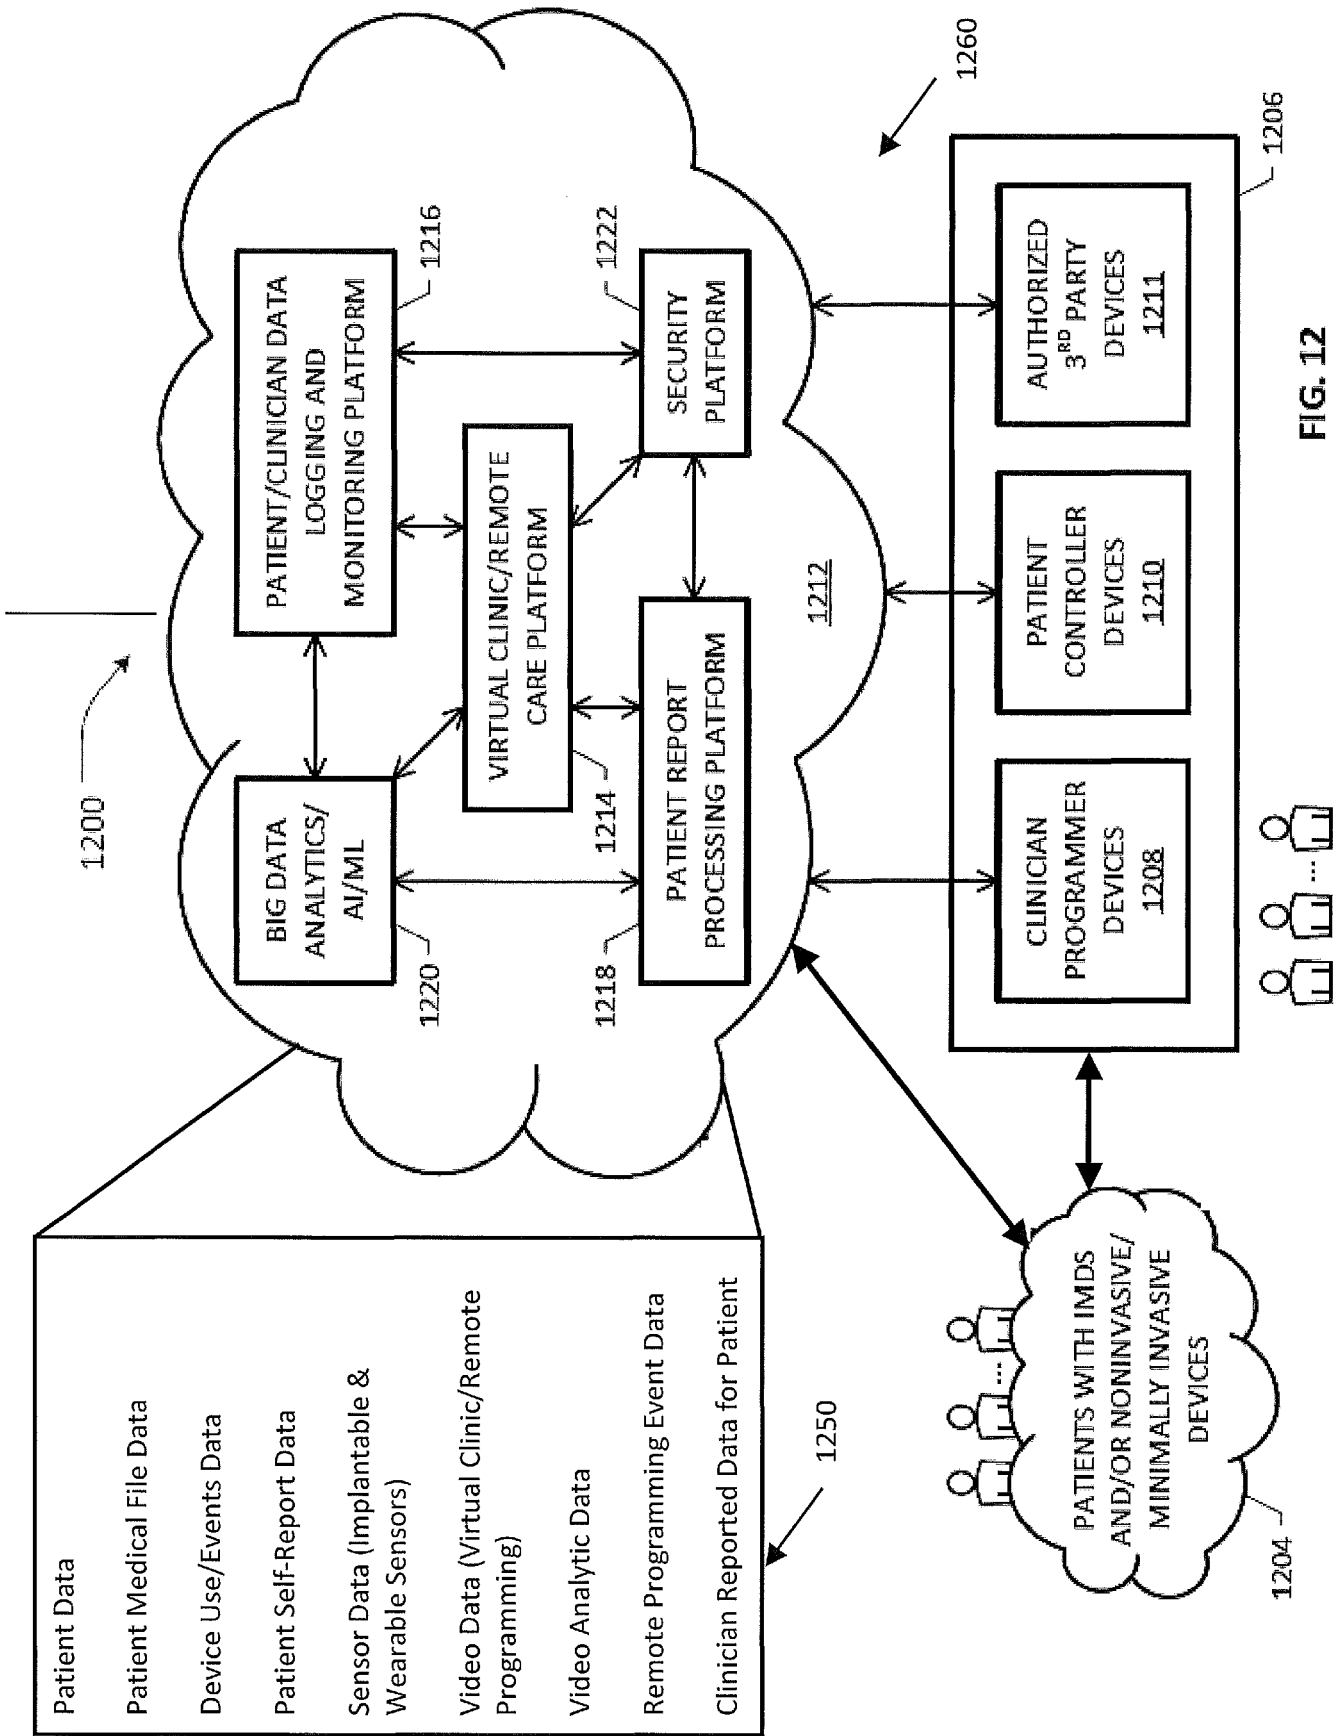 1200
Patient Data
Patient Medical File Data
Device Use/Events Data
Patient Self-Report Data
Sensor Data (Implantable &
Wearable Sensors)
Video Data (Virtual Clinic/Remote
Programming)
Video Analytic Data
Remote Programming Event Data
Clinician Reported Data for Patient
1250
BIG DATA
ANALYTICS/
AI/ML
1220
PATIENT/CLINICIAN DATA
LOGGING AND
MONITORING PLATFORM
1216
VIRTUAL CLINIC/REMOTE
CARE PLATFORM
1214
PATIENT REPORT
PROCESSING PLATFORM
1218
SECURITY
PLATFORM
1222
1212
1260
PATIENTS WITH IMDS
AND/OR NONINVASIVE/
MINIMALLY INVASIVE
DEVICES
1204
CLINICIAN
PROGRAMMER
DEVICES
1208
PATIENT
CONTROLLER
DEVICES
1210
AUTHORIZED
3RD PARTY
DEVICES
1211
1206
FIG. 12